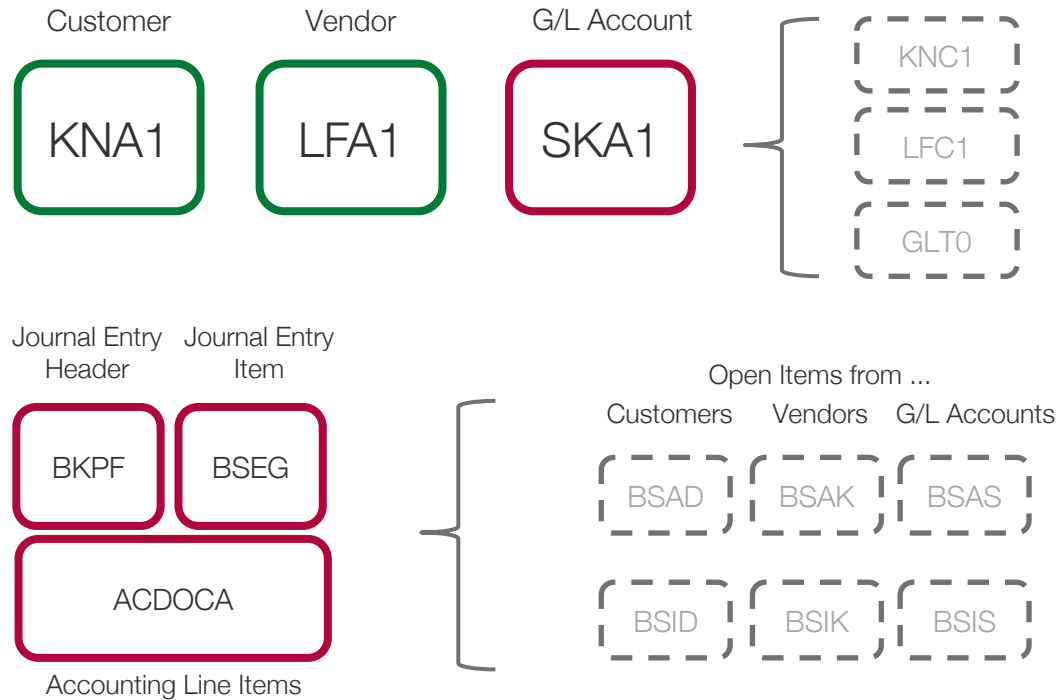 Customer
Vendor
G/L Account
KNA1
LFA1
SKA1
KNC1
LFC1
GLT0
Journal Entry
Header
Journal Entry
Item
BKPF
BSEG
ACDOCA
Accounting Line Items
Open Items from ...
Customers
Vendors
G/L Accounts
BSAD
BSAK
BSAS
BSID
BSIK
BSIS